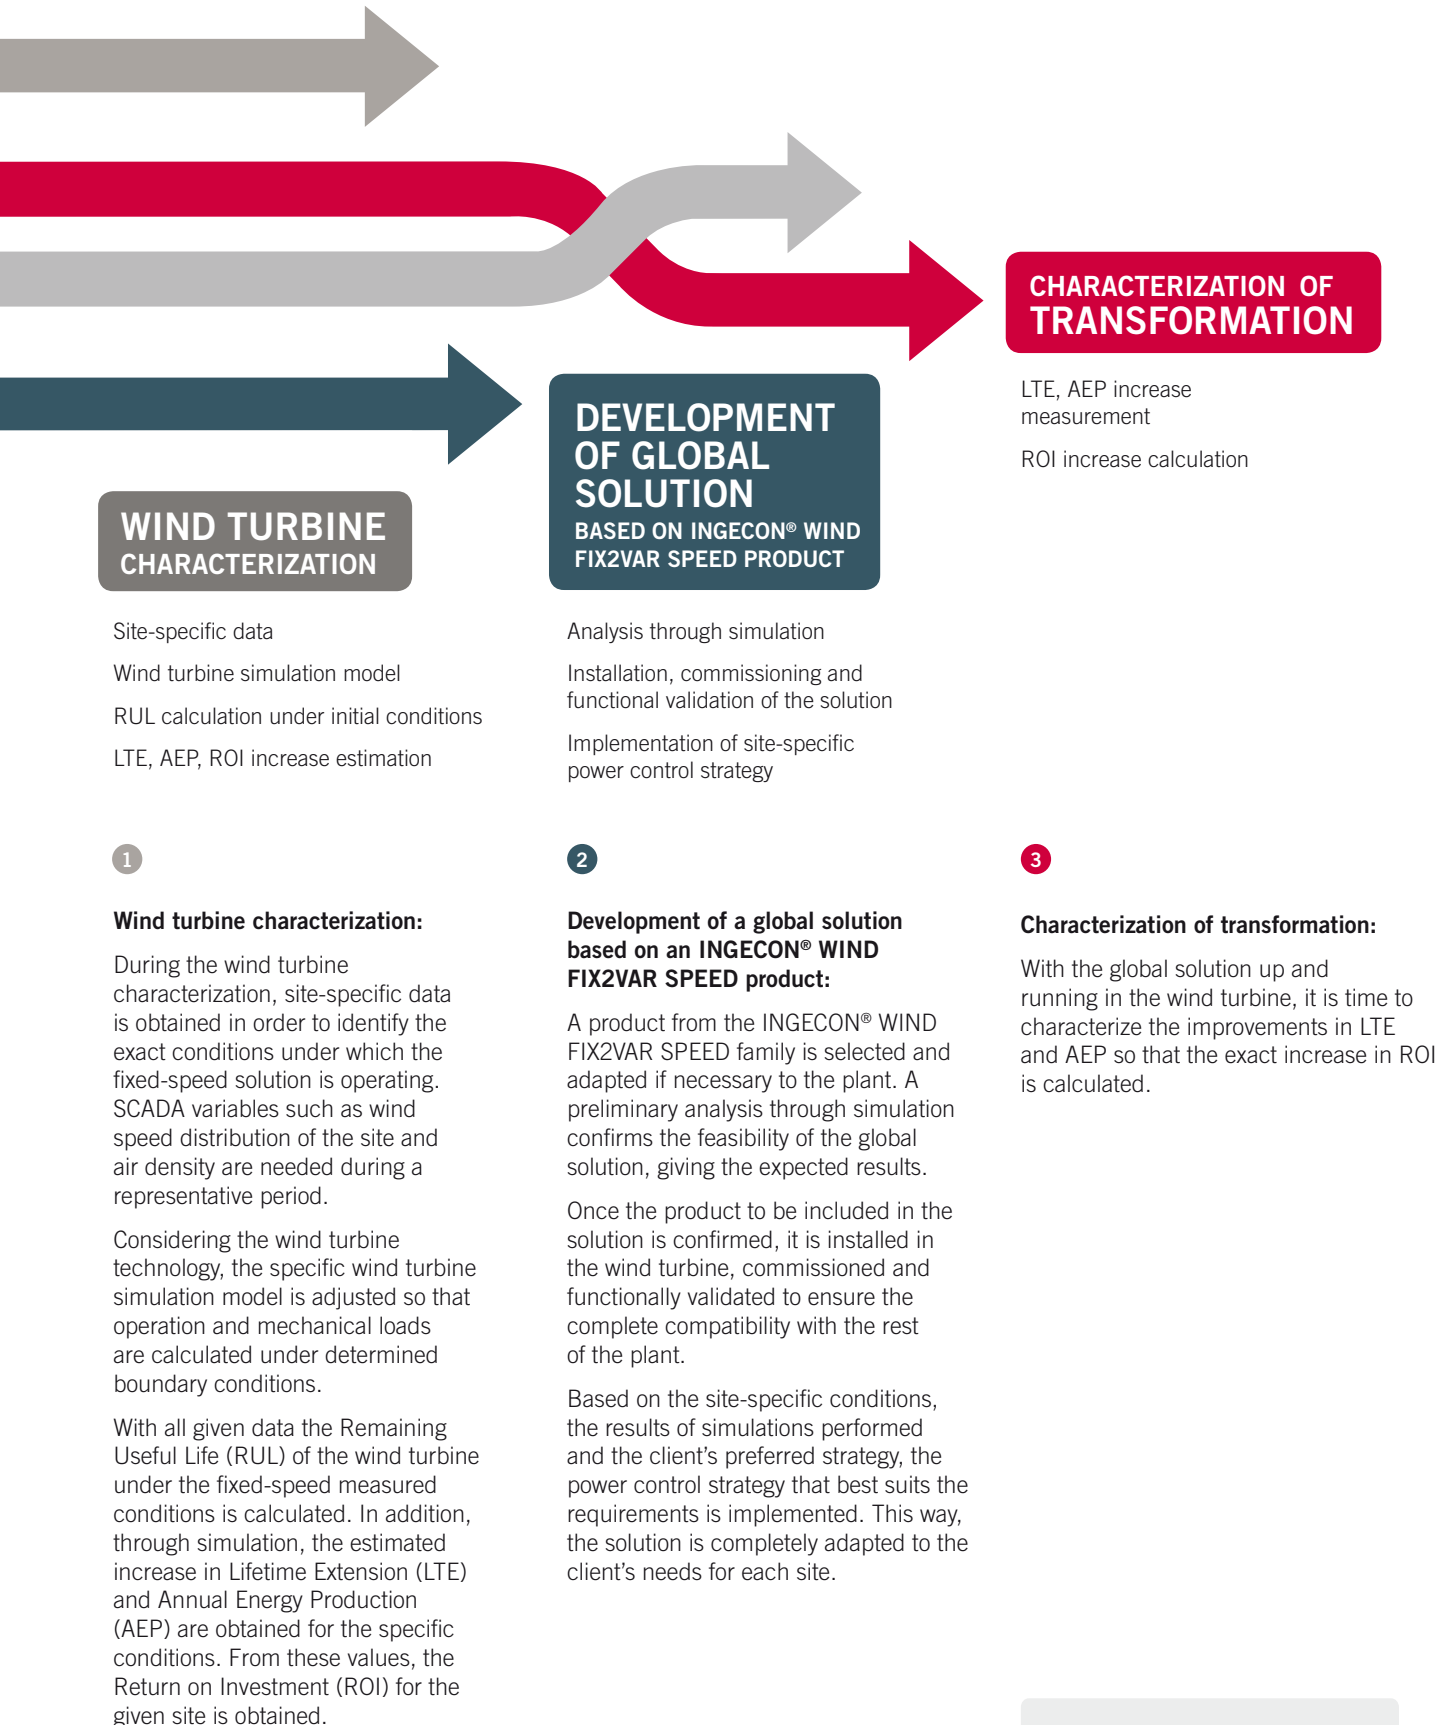 CHARACTERIZATION OF
TRANSFORMATION
LTE, AEP increase
measurement
ROI increase calculation
DEVELOPMENT
OF GLOBAL
SOLUTION
BASED ON INGECON® WIND
FIX2VAR SPEED PRODUCT
WIND TURBINE
CHARACTERIZATION
Site-specific data
Wind turbine simulation model
RUL calculation under initial conditions
LTE, AEP, ROI increase estimation
Analysis through simulation
Installation, commissioning and
functional validation of the solution
Implementation of site-specific
power control strategy
1
Wind turbine characterization:
During the wind turbine
characterization, site-specific data
is obtained in order to identify the
exact conditions under which the
fixed-speed solution is operating.
SCADA variables such as wind
speed distribution of the site and
air density are needed during a
representative period.
Considering the wind turbine
technology, the specific wind turbine
simulation model is adjusted so that
operation and mechanical loads
are calculated under determined
boundary conditions.
With all given data the Remaining
Useful Life (RUL) of the wind turbine
under the fixed-speed measured
conditions is calculated. In addition,
through simulation, the estimated
increase in Lifetime Extension (LTE)
and Annual Energy Production
(AEP) are obtained for the specific
conditions. From these values, the
Return on Investment (ROI) for the
given site is obtained.
2
Development of a global solution
based on an INGECON® WIND
FIX2VAR SPEED product:
A product from the INGECON® WIND
FIX2VAR SPEED family is selected and
adapted if necessary to the plant. A
preliminary analysis through simulation
confirms the feasibility of the global
solution, giving the expected results.
Once the product to be included in the
solution is confirmed, it is installed in
the wind turbine, commissioned and
functionally validated to ensure the
complete compatibility with the rest
of the plant.
Based on the site-specific conditions,
the results of simulations performed
and the client’s preferred strategy, the
power control strategy that best suits the
requirements is implemented. This way,
the solution is completely adapted to the
client’s needs for each site.
3
Characterization of transformation:
With the global solution up and
running in the wind turbine, it is time to
characterize the improvements in LTE
and AEP so that the exact increase in ROI
is calculated.